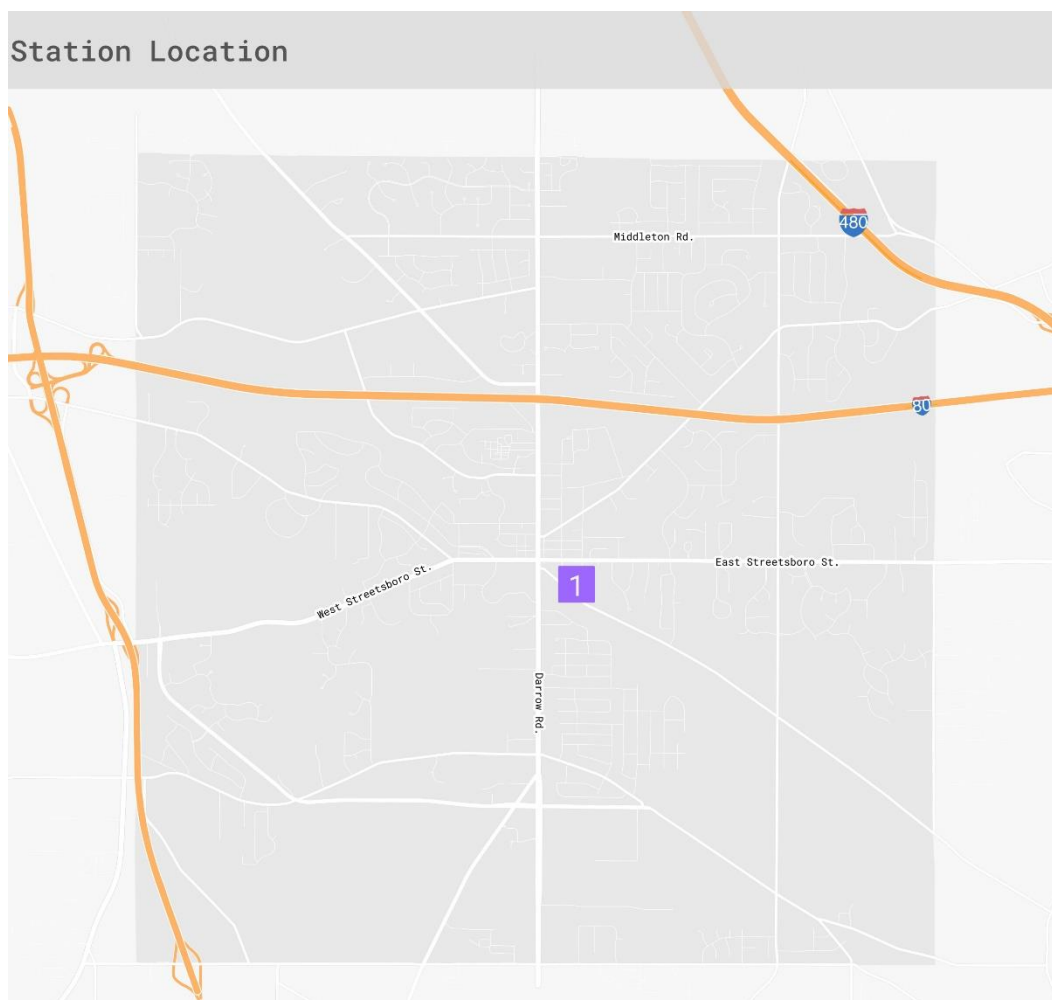 Station Location
480
Middleton Rd.
80
East Streetsboro St.
West Streetsboro St.
1
Darrow Rd.